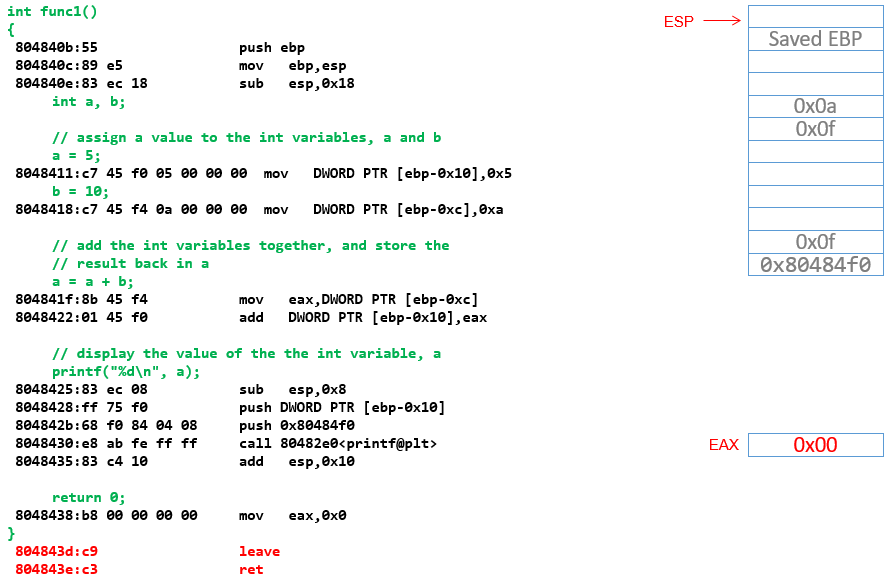 int func1()
{
804840b:55 push ebp
804840c:89 e5 mov ebp,esp
804840e:83 ec 18 sub esp,0x18
int a, b;
// assign a value to the int variables, a and b
a = 5;
8048411:c7 45 f0 05 00 00 00 mov DWORD PTR [ebp-0x10],0x5
b = 10;
8048418:c7 45 f4 0a 00 00 00 mov DWORD PTR [ebp-0xc],0xa
// add the int variables together, and store the
// result back in a
a = a + b;
804841f:8b 45 f4 mov eax,DWORD PTR [ebp-0xc]
8048422:01 45 f0 add DWORD PTR [ebp-0x10],eax
// display the value of the the int variable, a
printf("%d\n", a);
8048425:83 ec 08 sub esp,0x8
8048428:ff 75 f0 push DWORD PTR [ebp-0x10]
804842b:68 f0 84 04 08 push 0x80484f0
8048430:e8 ab fe ff ff call 80482e0<printf@plt>
8048435:83 c4 10 add esp,0x10
return 0;
8048438:b8 00 00 00 00 mov eax,0x0
}
804843d:c9 leave
804843e:c3 ret
ESP
Saved EBP
0x0a
0x0f
0x0f
0x80484f0
EAX
0x00